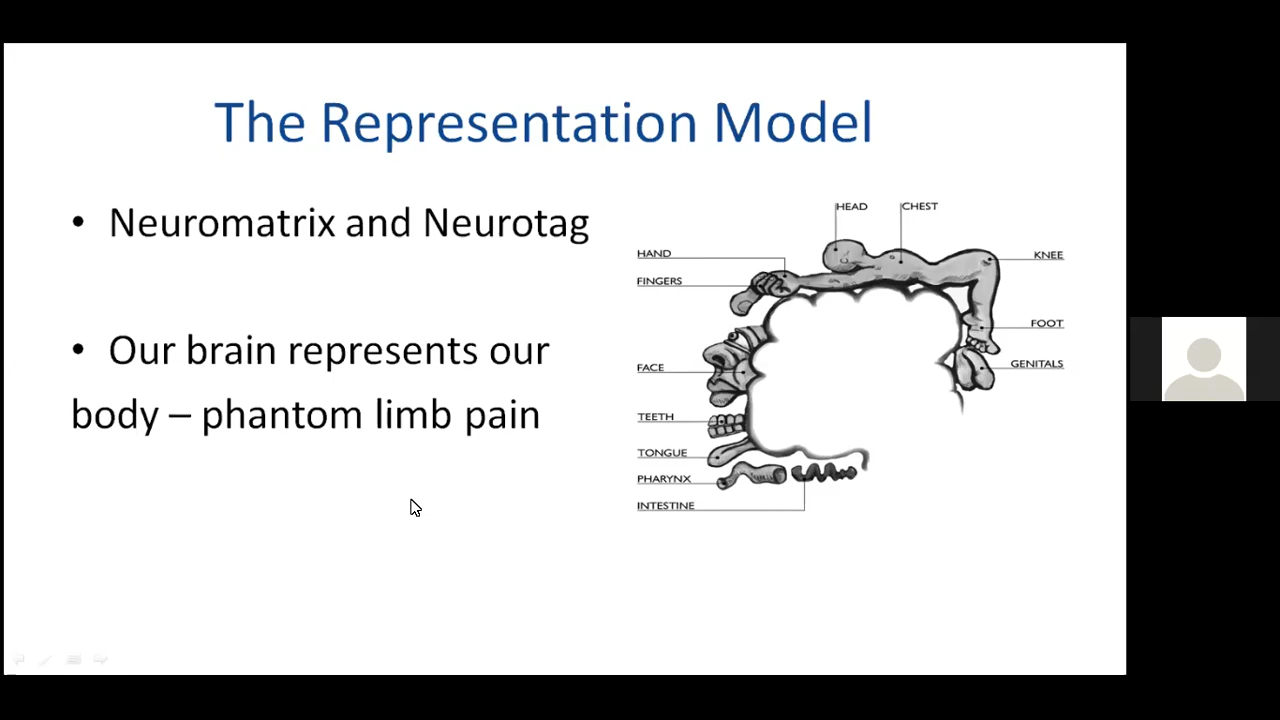 The Representation Model
• Neuromatrix and Neurotag
• Our brain represents our
body – phantom limb pain
HEAD
CHEST
HAND
KNEE
FINGERS
FOOT
FACE
GENITALS
TEETH
TONGUE
PHARYNX
INTESTINE